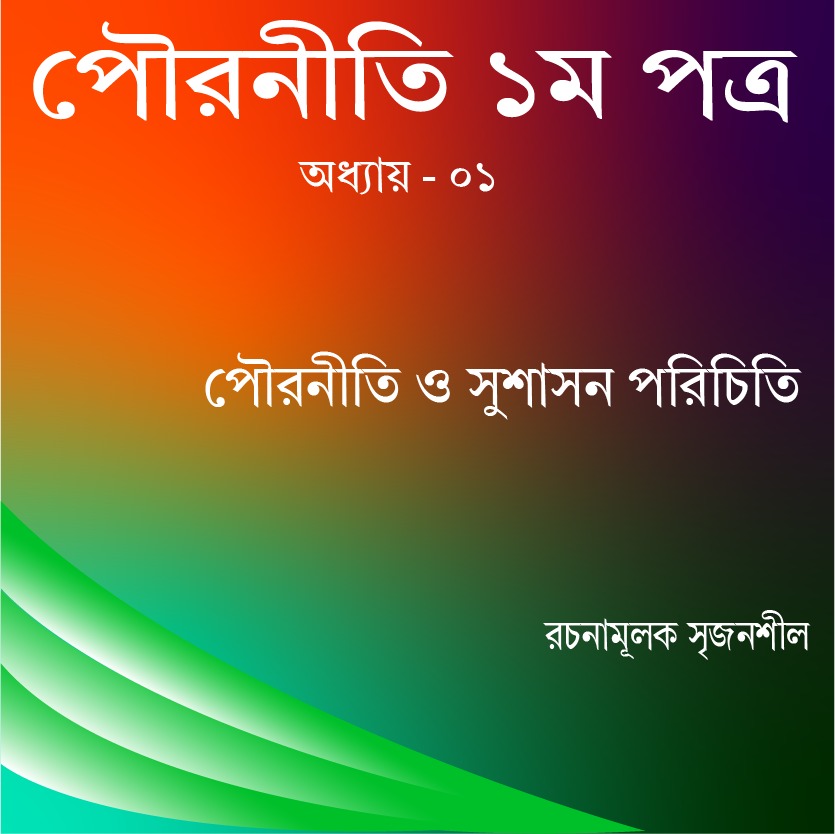 পৌরনীতি ১ম পত্র
অধ্যায় - ০১
পৌরনীতি ও সুশাসন পরিচিতি
রচনামূলক সৃজনশীল